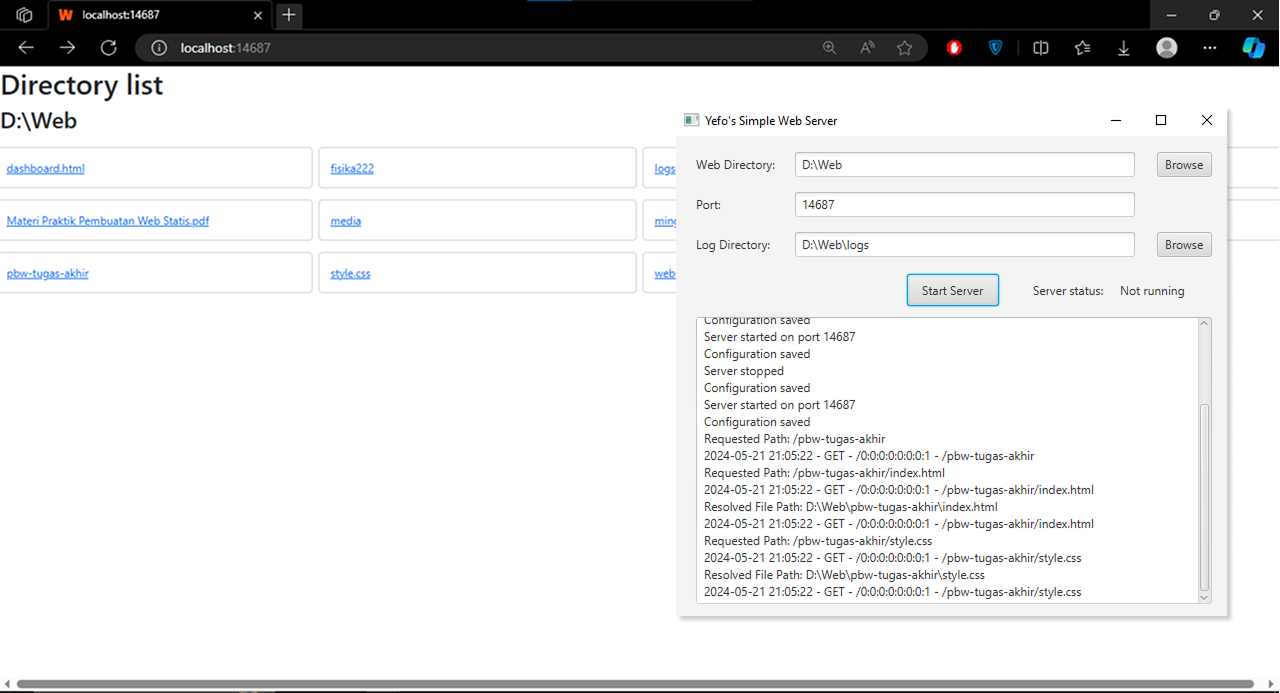 localhost:14687
localhost:14687
Directory list
D:\Web
dashboard.html
fisika222
logs
Materi Praktik Pembuatan Web Statis.pdf
media
pbw-tugas-akhir
style.css
web
Yefo's Simple Web Server
Web Directory:
D:\Web
Browse
Port:
14687
Log Directory:
D:\Web\logs
Browse
Start Server
Server status:
Not running
Configuration saved
Server started on port 14687
Configuration saved
Server stopped
Configuration saved
Server started on port 14687
Configuration saved
Requested Path: /pbw-tugas-akhir
2024-05-21 21:05:22 - GET - /0:0:0:0:0:0:0:1 - /pbw-tugas-akhir
Requested Path: /pbw-tugas-akhir/index.html
2024-05-21 21:05:22 - GET - /0:0:0:0:0:0:0:1 - /pbw-tugas-akhir/index.html
Resolved File Path: D:\Web\pbw-tugas-akhir\index.html
2024-05-21 21:05:22 - GET - /0:0:0:0:0:0:0:1 - /pbw-tugas-akhir/index.html
Requested Path: /pbw-tugas-akhir/style.css
2024-05-21 21:05:22 - GET - /0:0:0:0:0:0:0:1 - /pbw-tugas-akhir/style.css
Resolved File Path: D:\Web\pbw-tugas-akhir\style.css
2024-05-21 21:05:22 - GET - /0:0:0:0:0:0:0:1 - /pbw-tugas-akhir/style.css